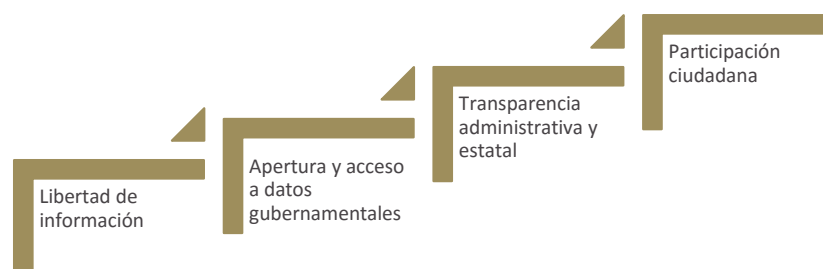 Libertad de
información
Apertura y acceso
a datos
gubernamentales
Transparencia
administrativa y
estatal
Participación
ciudadana